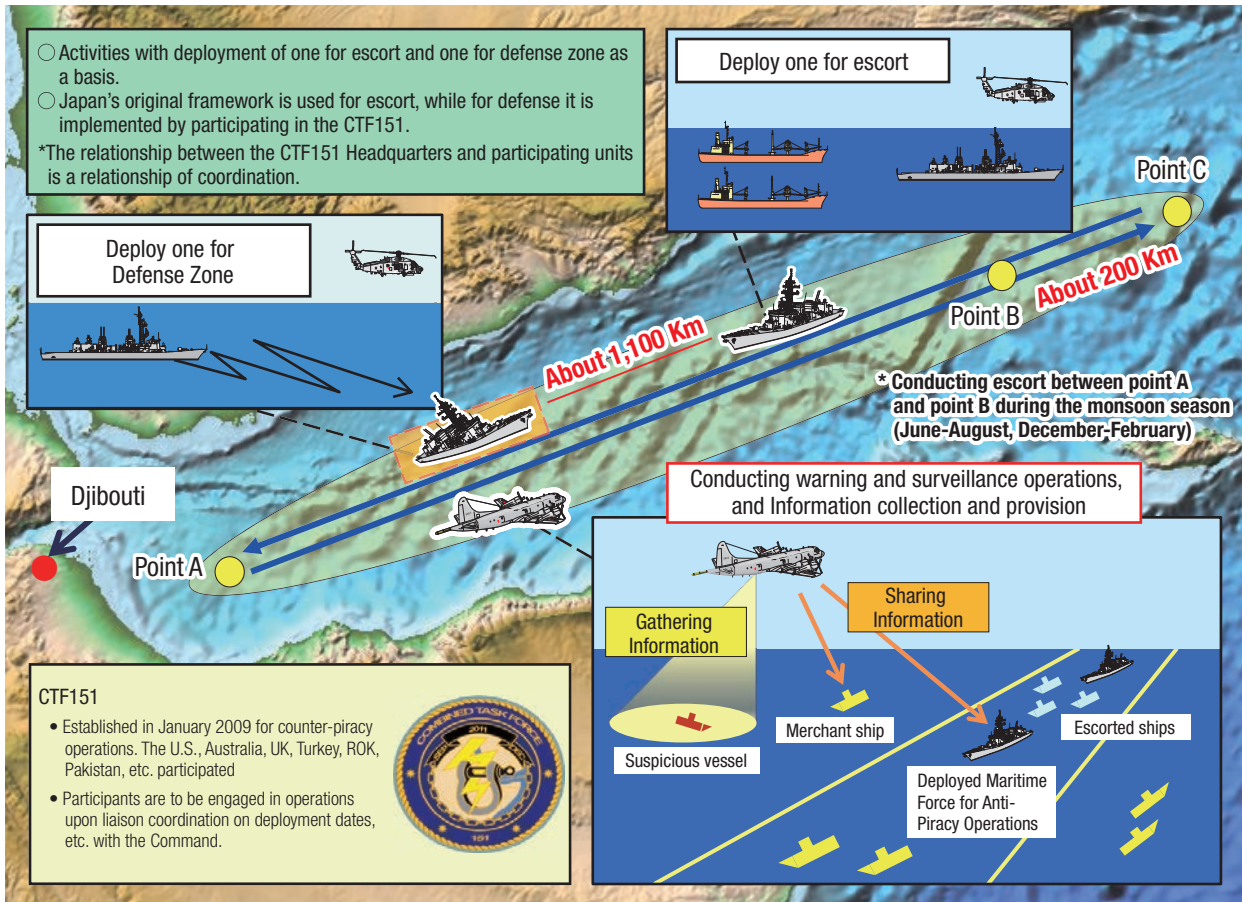 ○ Activities with deployment of one for escort and one for defense zone as
a basis.
○ Japan's original framework is used for escort, while for defense it is
implemented by participating in the CTF151.
*The relationship between the CTF151 Headquarters and participating units
is a relationship of coordination.
Deploy one for escort
Deploy one for
Defense Zone
Point C
About 200 Km
Point B
About 1,100 Km
* Conducting escort between point A
and point B during the monsoon season
(June-August, December-February)
Djibouti
Point A
Conducting warning and surveillance operations,
and Information collection and provision
Gathering
Information
Sharing
Information
Suspicious vessel
Merchant ship
Escorted ships
Deployed Maritime
Force for Anti-
Piracy Operations
CTF151
• Established in January 2009 for counter-piracy
operations. The U.S., Australia, UK, Turkey, ROK,
Pakistan, etc. participated
• Participants are to be engaged in operations
upon liaison coordination on deployment dates,
etc. with the Command.
COMBINED TASK FORCE
2011
151